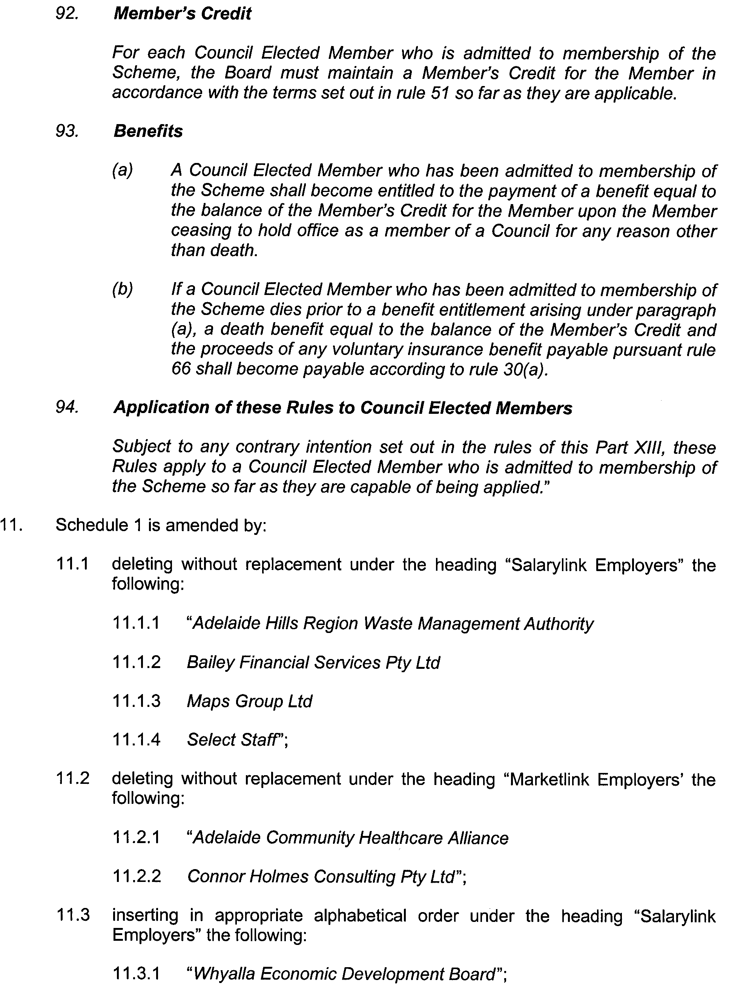 92. Member's Credit
For each Council Elected Member who is admitted to membership of the
Scheme, the Board must maintain a Member's Credit for the Member in
accordance with the terms set out in rule 51 so far as they are applicable.
93. Benefits
(a) A Council Elected Member who has been admitted to membership of
the Scheme shall become entitled to the payment of a benefit equal to
the balance of the Member's Credit for the Member upon the Member
ceasing to hold office as a member of a Council for any reason other
than death.
(b) If a Council Elected Member who has been admitted to membership of
the Scheme dies prior to a benefit entitlement arising under paragraph
(a), a death benefit equal to the balance of the Member's Credit and
the proceeds of any voluntary insurance benefit payable pursuant rule
66 shall become payable according to rule 30(a).
94. Application of these Rules to Council Elected Members
Subject to any contrary intention set out in the rules of this Part XIII, these
Rules apply to a Council Elected Member who is admitted to membership of
the Scheme so far as they are capable of being applied.”
11. Schedule 1 is amended by:
11.1 deleting without replacement under the heading “Salarylink Employers” the
following:
11.1.1 “Adelaide Hills Region Waste Management Authority
11.1.2 Bailey Financial Services Pty Ltd
11.1.3 Maps Group Ltd
11.1.4 Select Staff”;
11.2 deleting without replacement under the heading “Marketlink Employers’ the
following:
11.2.1 “Adelaide Community Healthcare Alliance
11.2.2 Connor Holmes Consulting Pty Ltd”;
11.3 inserting in appropriate alphabetical order under the heading “Salarylink
Employers” the following:
11.3.1 “Whyalla Economic Development Board”;